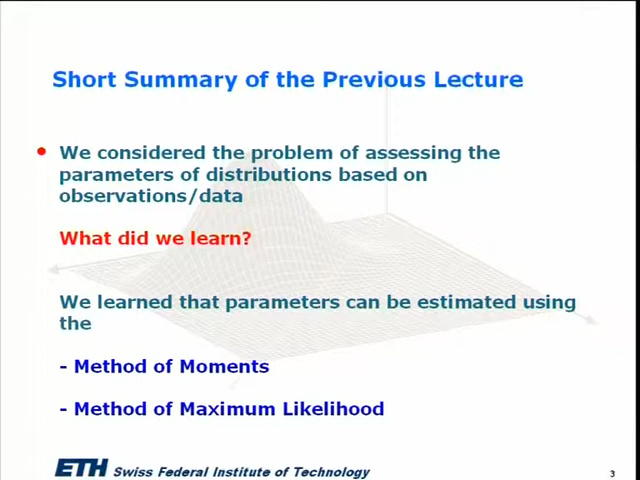 Short Summary of the Previous Lecture
• We considered the problem of assessing the
parameters of distributions based on
observations/data
What did we learn?
We learned that parameters can be estimated using
the
- Method of Moments
- Method of Maximum Likelihood
ETH Swiss Federal Institute of Technology
3